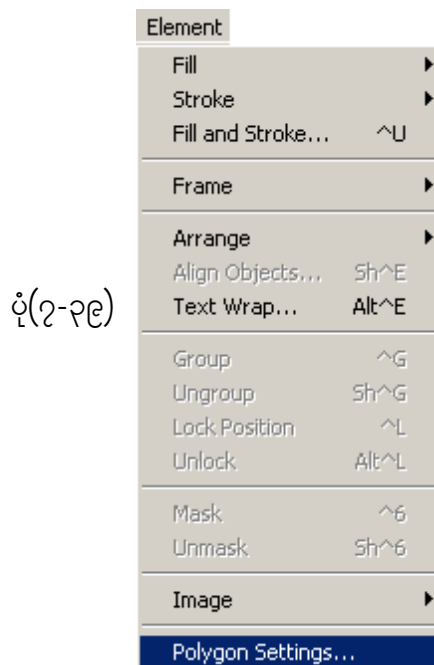 Element
Fill
Stroke
Fill and Stroke... ^U
Frame
Arrange
Align Objects... Sh^E
ပုံ(၇-၃၉) Text Wrap... Alt^E
Group ^G
Ungroup Sh^G
Lock Position ^L
Unlock Alt^L
Mask ^6
Unmask Sh^6
Image
Polygon Settings...